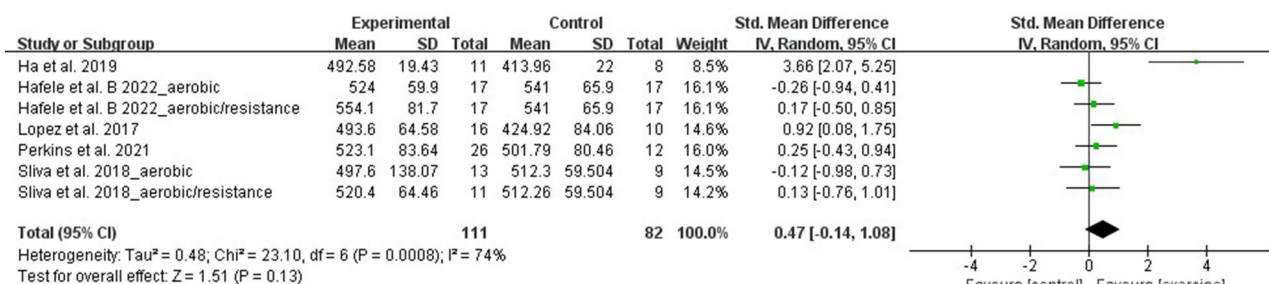 Experimental Control Std. Mean Difference Std. Mean Difference
Study or Subgroup Mean SD Total Mean SD Total Weight IV, Random, 95% CI IV, Random, 95% CI
Ha et al. 2019 492.58 19.43 11 413.96 22 8 8.5% 3.66 [2.07, 5.25]
Hafele et al. B 2022_aerobic 524 59.9 17 541 65.9 17 16.1% -0.26 [-0.94, 0.41]
Hafele et al. B 2022_aerobic/resistance 554.1 81.7 17 541 65.9 17 16.1% 0.17 [-0.50, 0.85]
Lopez et al. 2017 493.6 64.58 16 424.92 84.06 10 14.6% 0.92 [0.08, 1.75]
Perkins et al. 2021 523.1 83.64 26 501.79 80.46 12 16.0% 0.25 [-0.43, 0.94]
Sliva et al. 2018_aerobic 497.6 138.07 13 512.3 59.504 9 14.5% -0.12 [-0.98, 0.73]
Sliva et al. 2018_aerobic/resistance 520.4 64.46 11 512.26 59.504 9 14.2% 0.13 [-0.76, 1.01]
Total (95% CI) 111 82 100.0% 0.47 [-0.14, 1.08]
Heterogeneity: Tau² = 0.48; Chi² = 23.10, df = 6 (P = 0.0008); I² = 74%
Test for overall effect: Z = 1.51 (P = 0.13)
-4 -2 0 2 4
Favours [control] Favours [exercise]